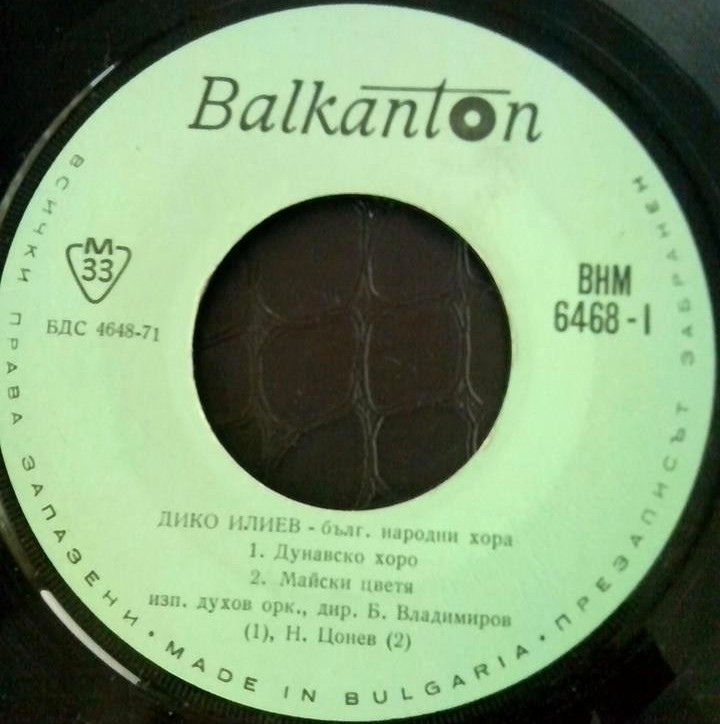 Balkanton
М
33
БДС 4648-71
ВНМ
6468 - I
ДИКО ИЛИЕВ - бълг. народни хора
1. Дунавско хоро
2. Майски цветя
изп. духов орк., дир. Б. Владимиров
(1), Н. Цонев (2)
ВСИЧКИ ПРАВА ЗАПАЗЕНИ • MADE IN BULGARIA • ПРЕЗАПИСЪТ ЗАБРАНЕН